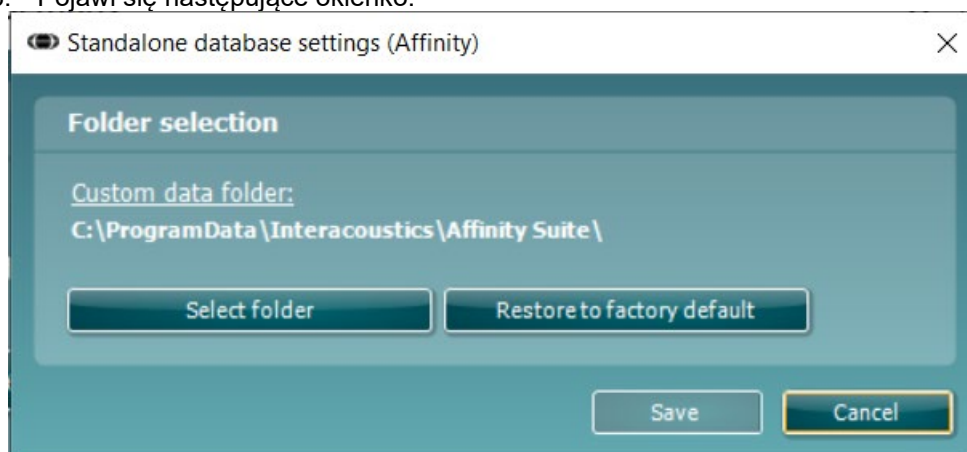 Pojawi się następujące okienko:
Standalone database settings (Affinity)
Folder selection
Custom data folder:
C:\ProgramData\Interacoustics\Affinity Suite\
Select folder Restore to factory default
Save Cancel